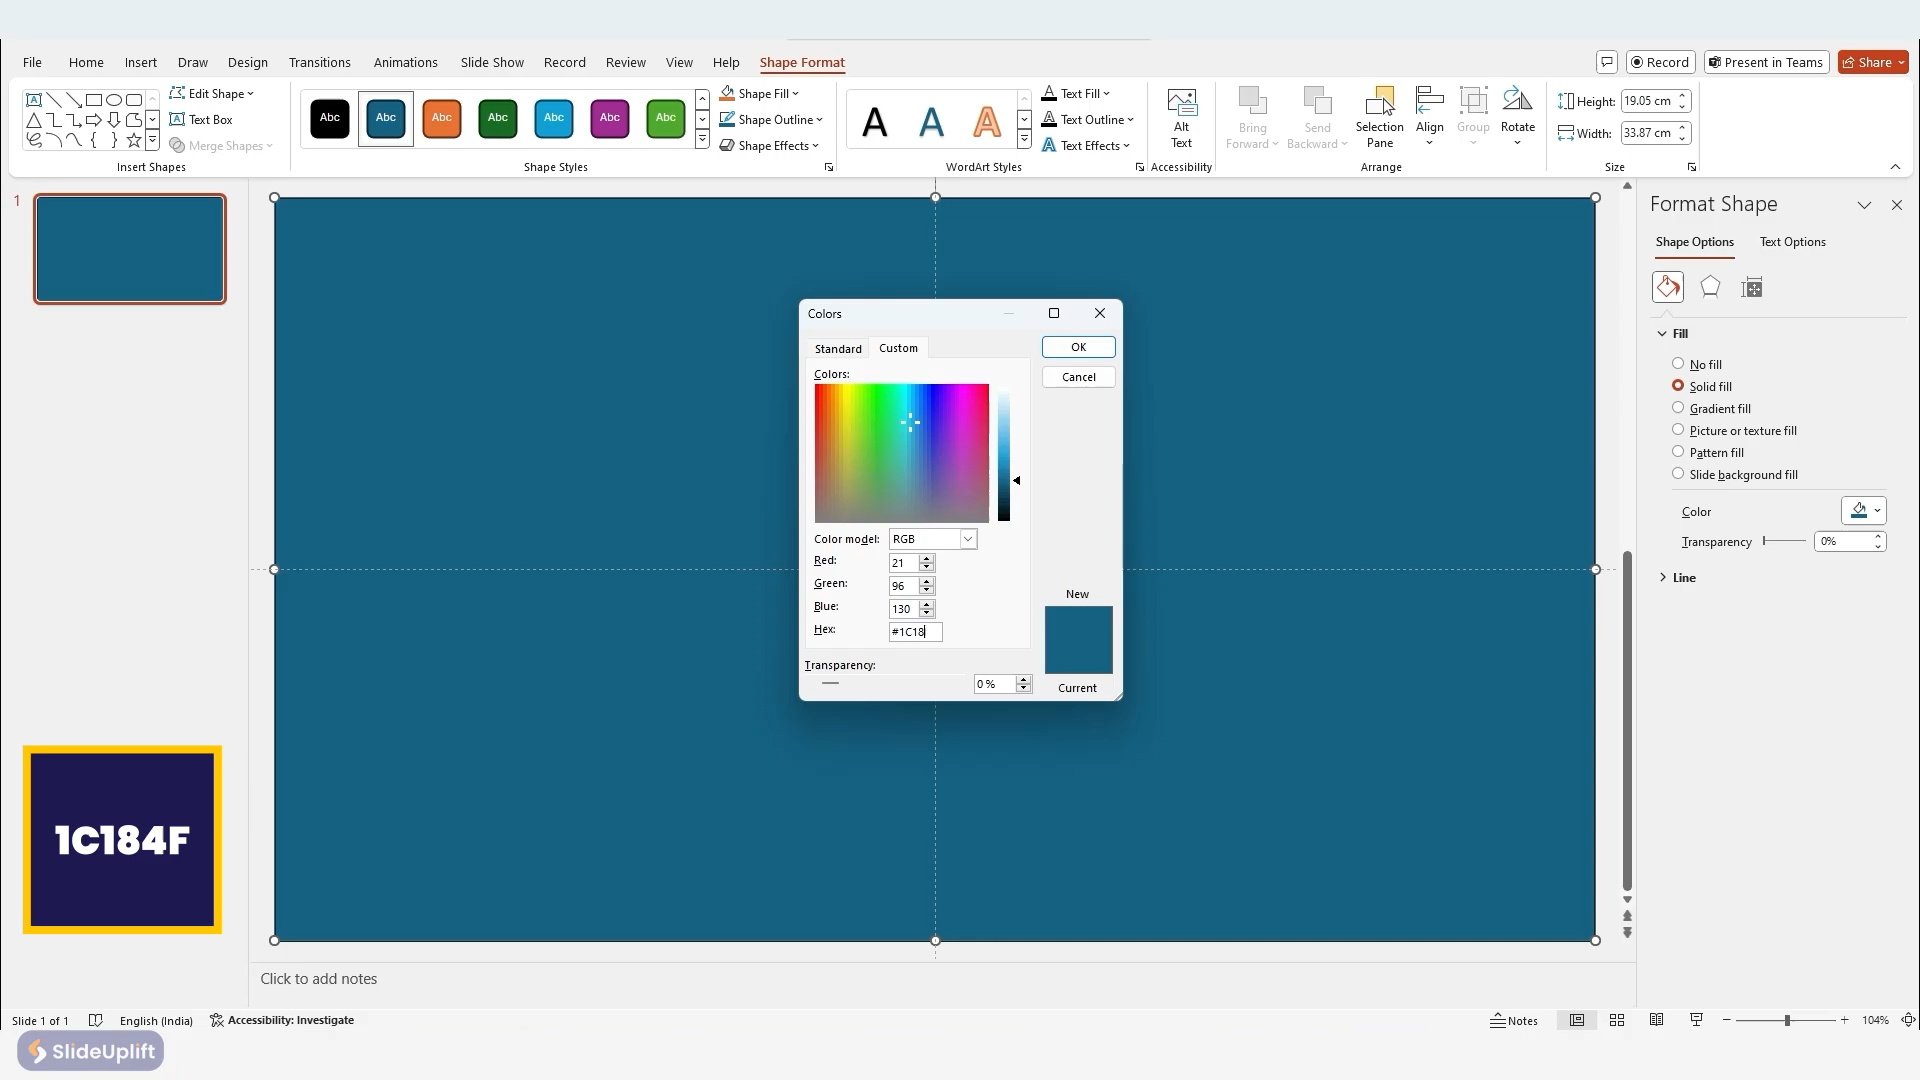 File Home Insert Draw Design Transitions Animations Slide Show Record Review View Help Shape Format Record Present in Teams Share
Edit Shape
Text Box
Merge Shapes
Insert Shapes
Abc Abc Abc Abc Abc Abc Abc
Shape Fill
Shape Outline
Shape Effects
Shape Styles
A A A
Text Fill
Text Outline
Text Effects
WordArt Styles
Alt
Text
Accessibility
Bring
Forward
Send
Backward
Selection
Pane
Align
Group
Rotate
Arrange
Height: 19.05 cm
Width: 33.87 cm
Size
1
Colors
Standard Custom
OK
Cancel
Colors:
Color model: RGB
Red: 21
Green: 96
Blue: 130
Hex: #1C18
Transparency:
0 %
New
Current
Format Shape
Shape Options Text Options
Fill
No fill
Solid fill
Gradient fill
Picture or texture fill
Pattern fill
Slide background fill
Color
Transparency 0%
Line
1C184F
Click to add notes
Slide 1 of 1 English (India) Accessibility: Investigate Notes 104%
SlideUplift